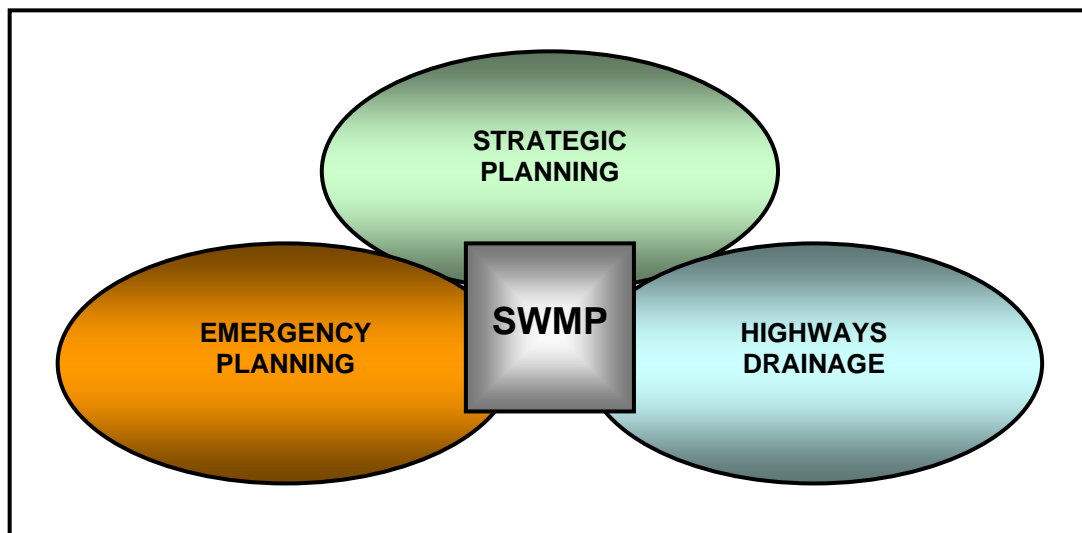 STRATEGIC
PLANNING
SWMP
EMERGENCY
PLANNING
HIGHWAYS
DRAINAGE